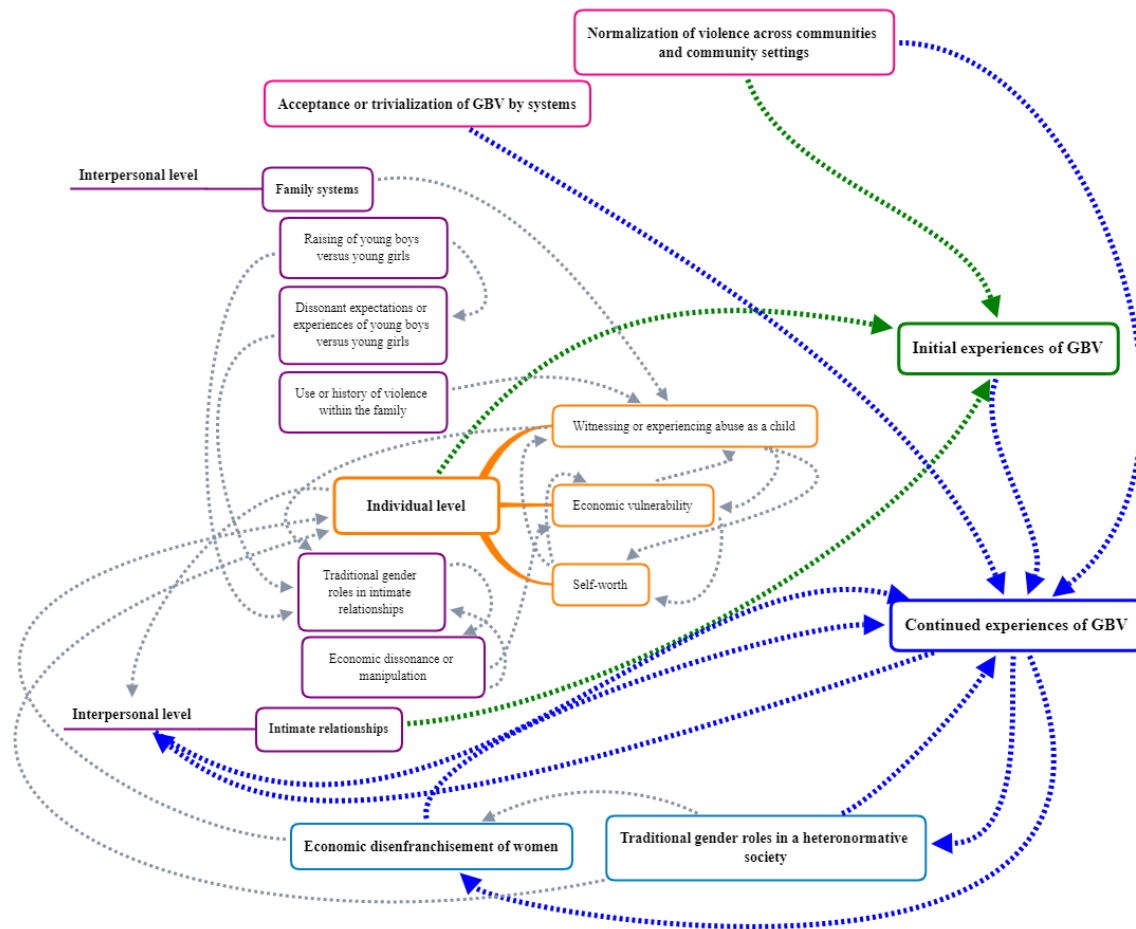 Normalization of violence across communities
and community settings
Acceptance or trivialization of GBV by systems
Interpersonal level
Family systems
Raising of young boys
versus young girls
Dissonant expectations or
experiences of young boys
versus young girls
Initial experiences of GBV
Use or history of violence
within the family
Witnessing or experiencing abuse as a child
Individual level
Economic vulnerability
Traditional gender
roles in intimate
relationships
Self-worth
Continued experiences of GBV
Economic dissonance or
manipulation
Interpersonal level
Intimate relationships
Economic disenfranchisement of women
Traditional gender roles in a heteronormative
society